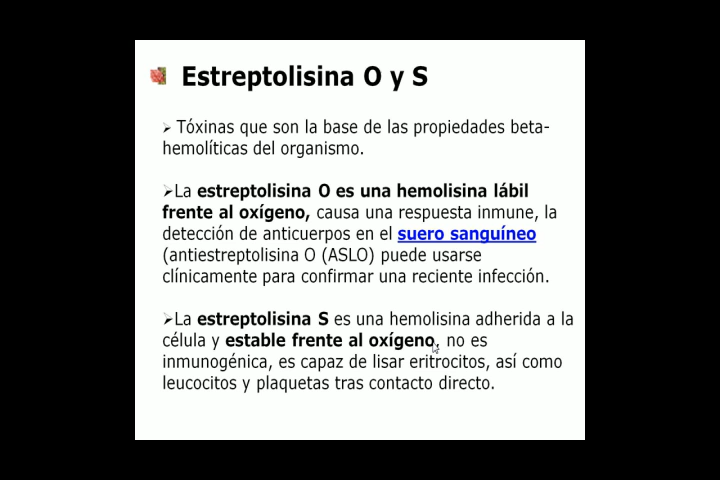 Estreptolisina O y S
➢ Tóxinas que son la base de las propiedades beta-
hemolíticas del organismo.
➢La estreptolisina O es una hemolisina lábil
frente al oxígeno, causa una respuesta inmune, la
detección de anticuerpos en el suero sanguíneo
(antiestreptolisina O (ASLO) puede usarse
clínicamente para confirmar una reciente infección.
➢La estreptolisina S es una hemolisina adherida a la
célula y estable frente al oxígeno, no es
inmunogénica, es capaz de lisar eritrocitos, así como
leucocitos y plaquetas tras contacto directo.